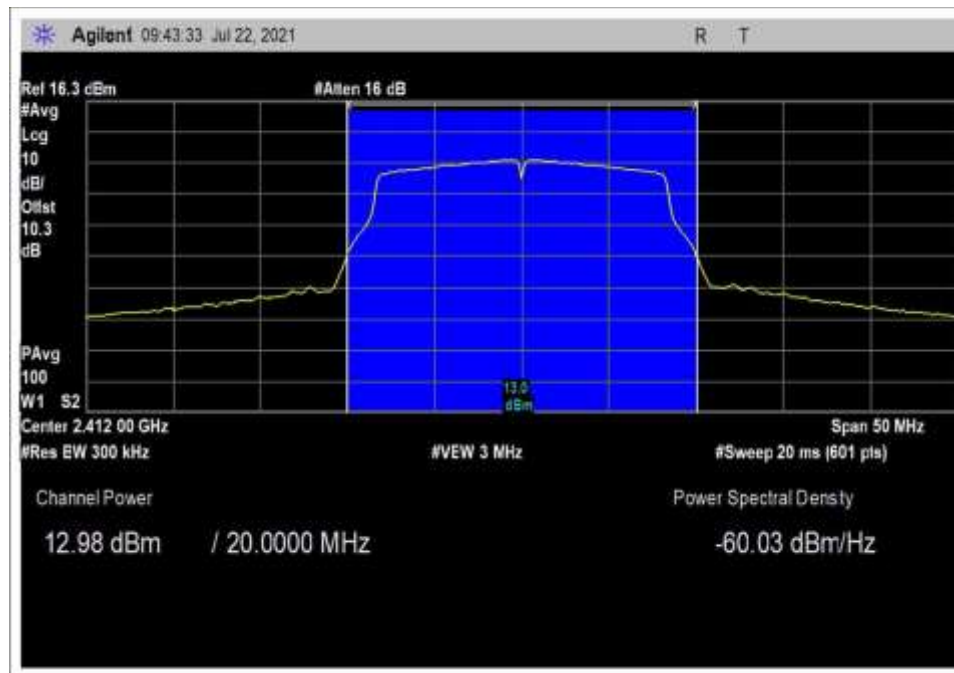 Agilent 09:43:33 Jul 22, 2021
R T
Ref 16.3 dBm #Atten 16 dB
#Avg
Log
10
dB/
Offst
10.3
dB
13.0
dBm
PAvg
100
W1 S2
Center 2.412 00 GHz Span 50 MHz
#Res BW 300 kHz #VBW 3 MHz #Sweep 20 ms (601 pts)
Channel Power Power Spectral Density
12.98 dBm / 20.0000 MHz -60.03 dBm/Hz